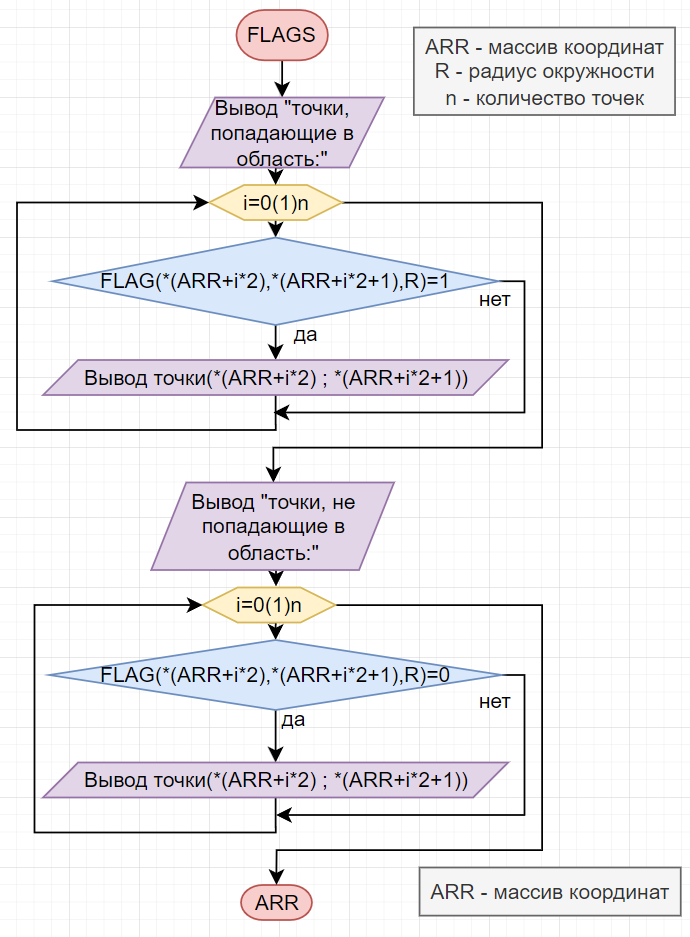 FLAGS
ARR - массив координат
R - радиус окружности
n - количество точек
Вывод "точки,
попадающие в
область:"
i=0(1)n
FLAG(*(ARR+i*2),*(ARR+i*2+1),R)=1
нет
да
Вывод точки(*(ARR+i*2) ; *(ARR+i*2+1))
Вывод "точки, не
попадающие в
область:"
i=0(1)n
FLAG(*(ARR+i*2),*(ARR+i*2+1),R)=0
нет
да
Вывод точки(*(ARR+i*2) ; *(ARR+i*2+1))
ARR
ARR - массив координат